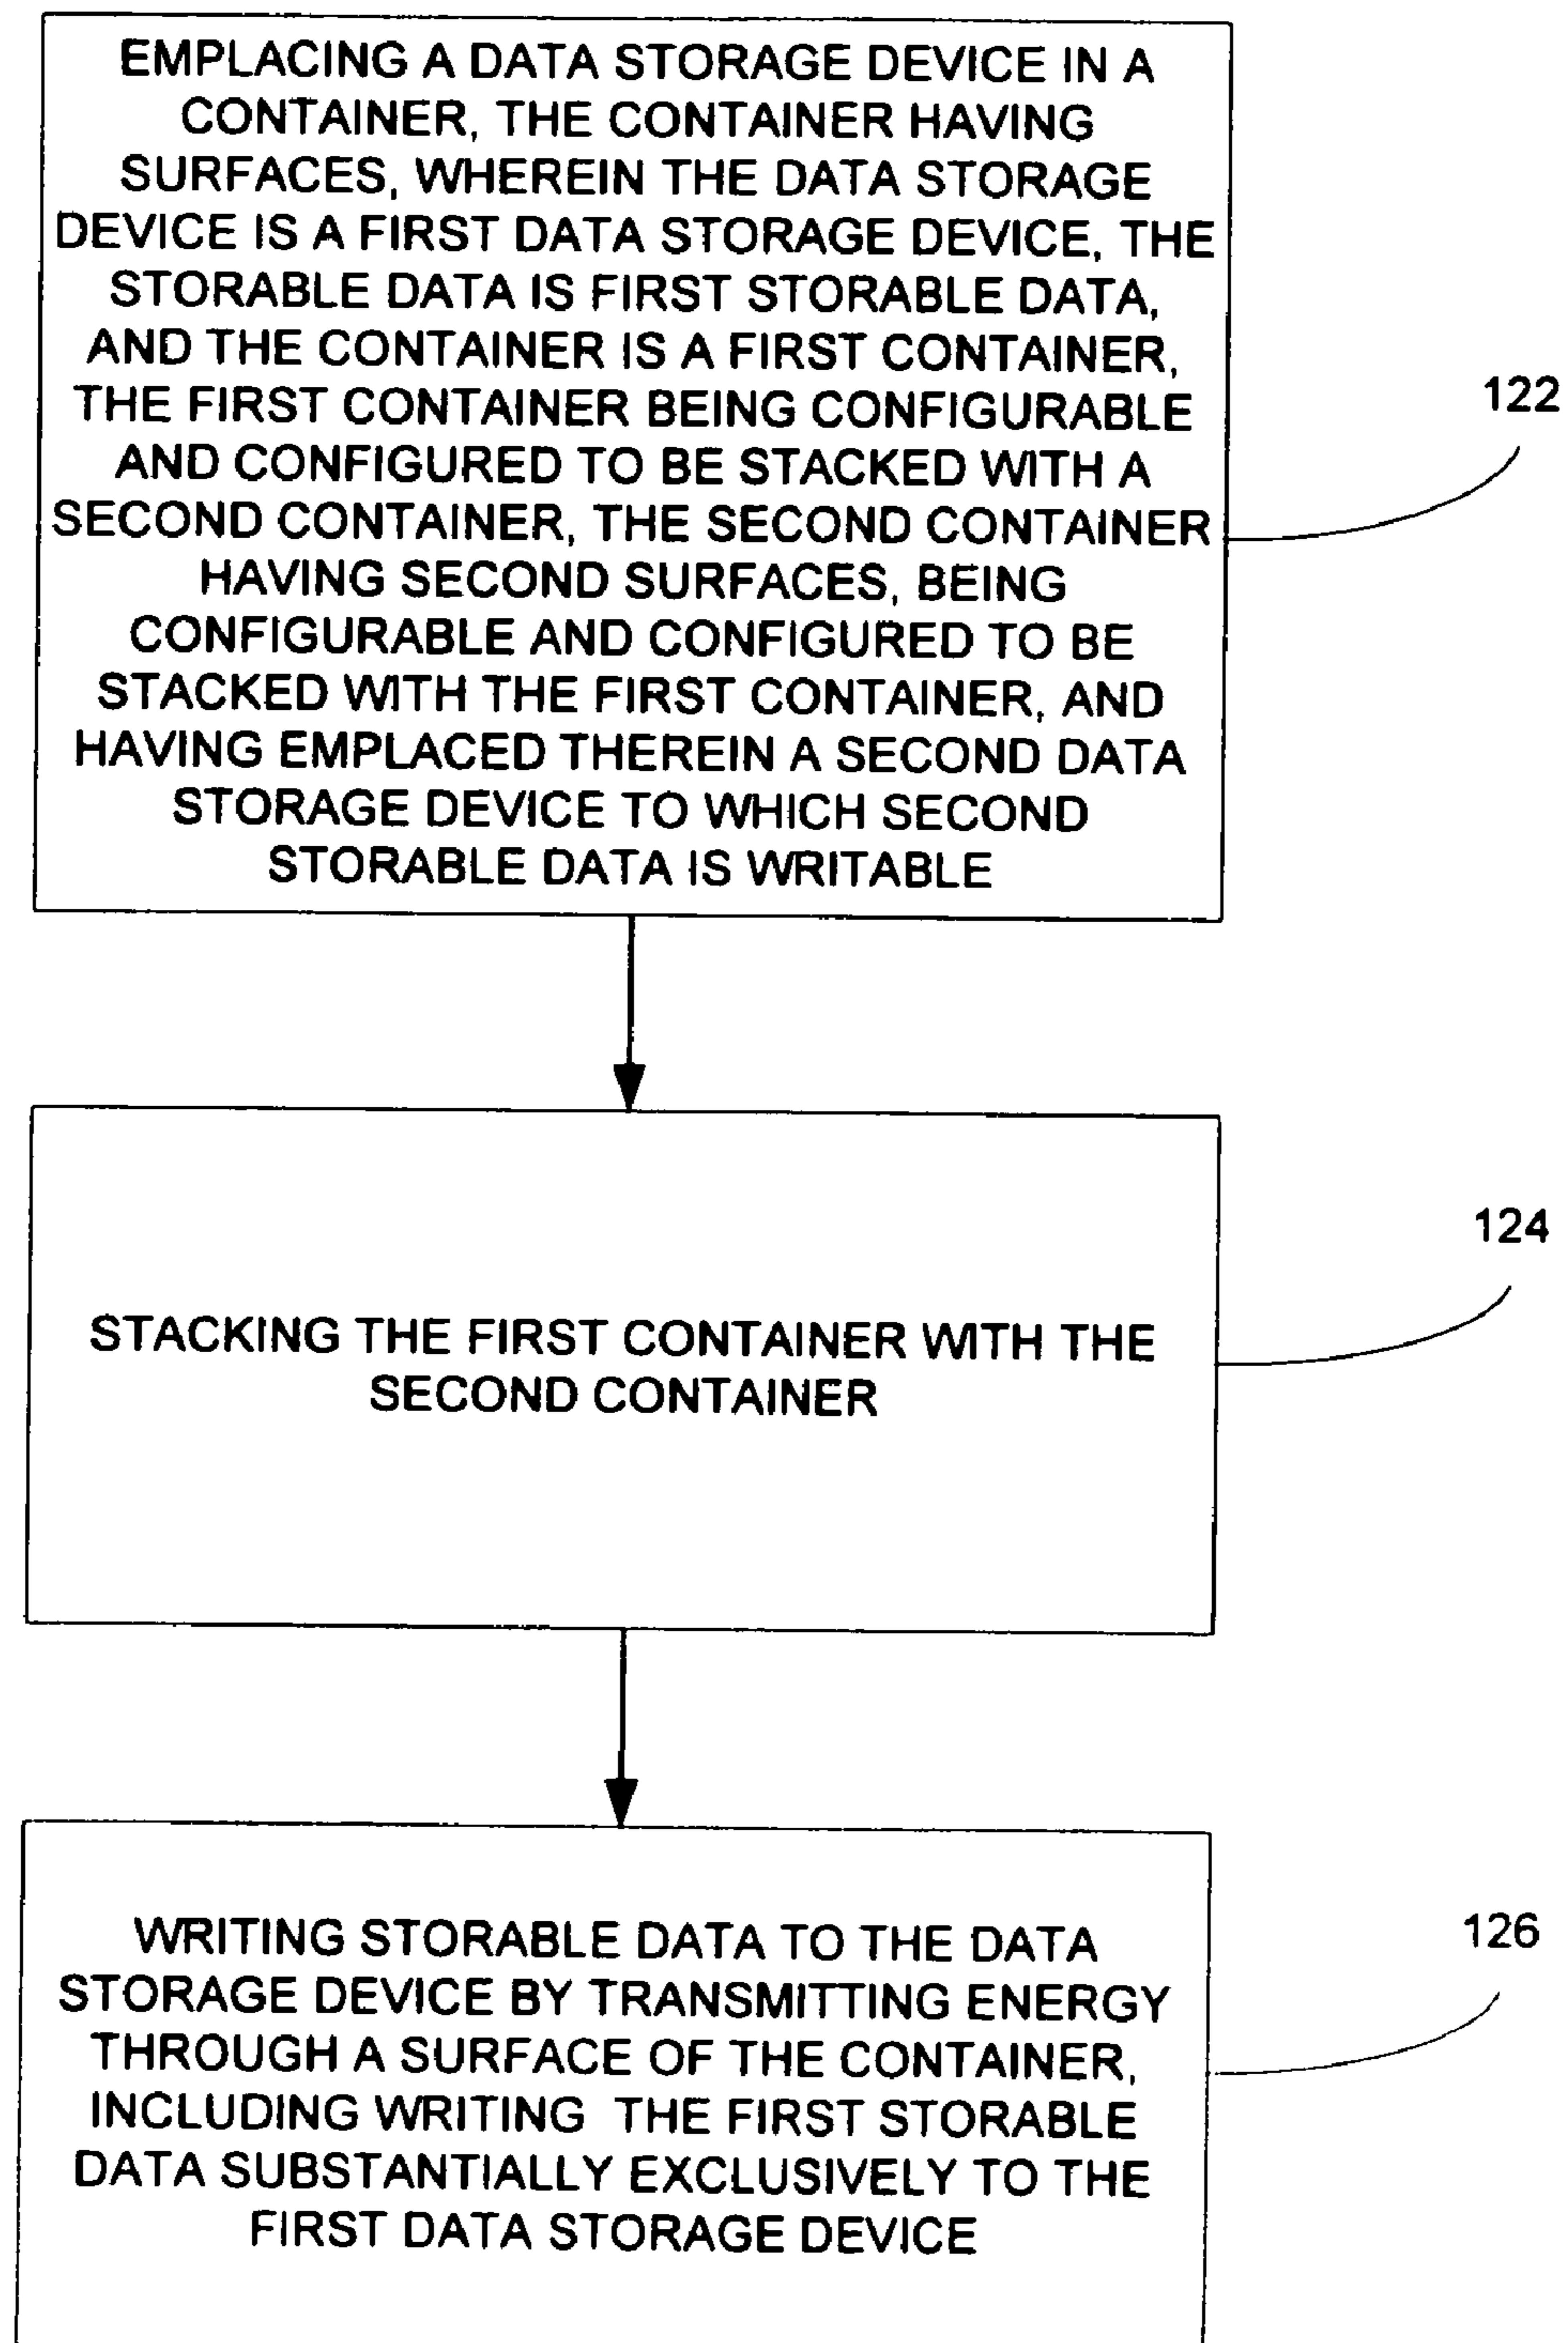 EMPLACING A DATA STORAGE DEVICE IN A
CONTAINER, THE CONTAINER HAVING
SURFACES, WHEREIN THE DATA STORAGE
DEVICE IS A FIRST DATA STORAGE DEVICE, THE
STORABLE DATA IS FIRST STORABLE DATA,
AND THE CONTAINER IS A FIRST CONTAINER,
THE FIRST CONTAINER BEING CONFIGURABLE
AND CONFIGURED TO BE STACKED WITH A
SECOND CONTAINER, THE SECOND CONTAINER
HAVING SECOND SURFACES, BEING
CONFIGURABLE AND CONFIGURED TO BE
STACKED WITH THE FIRST CONTAINER, AND
HAVING EMPLACED THEREIN A SECOND DATA
STORAGE DEVICE TO WHICH SECOND
STORABLE DATA IS WRITABLE
122
STACKING THE FIRST CONTAINER WITH THE
SECOND CONTAINER
124
WRITING STORABLE DATA TO THE DATA
STORAGE DEVICE BY TRANSMITTING ENERGY
THROUGH A SURFACE OF THE CONTAINER,
INCLUDING WRITING THE FIRST STORABLE
DATA SUBSTANTIALLY EXCLUSIVELY TO THE
FIRST DATA STORAGE DEVICE
126